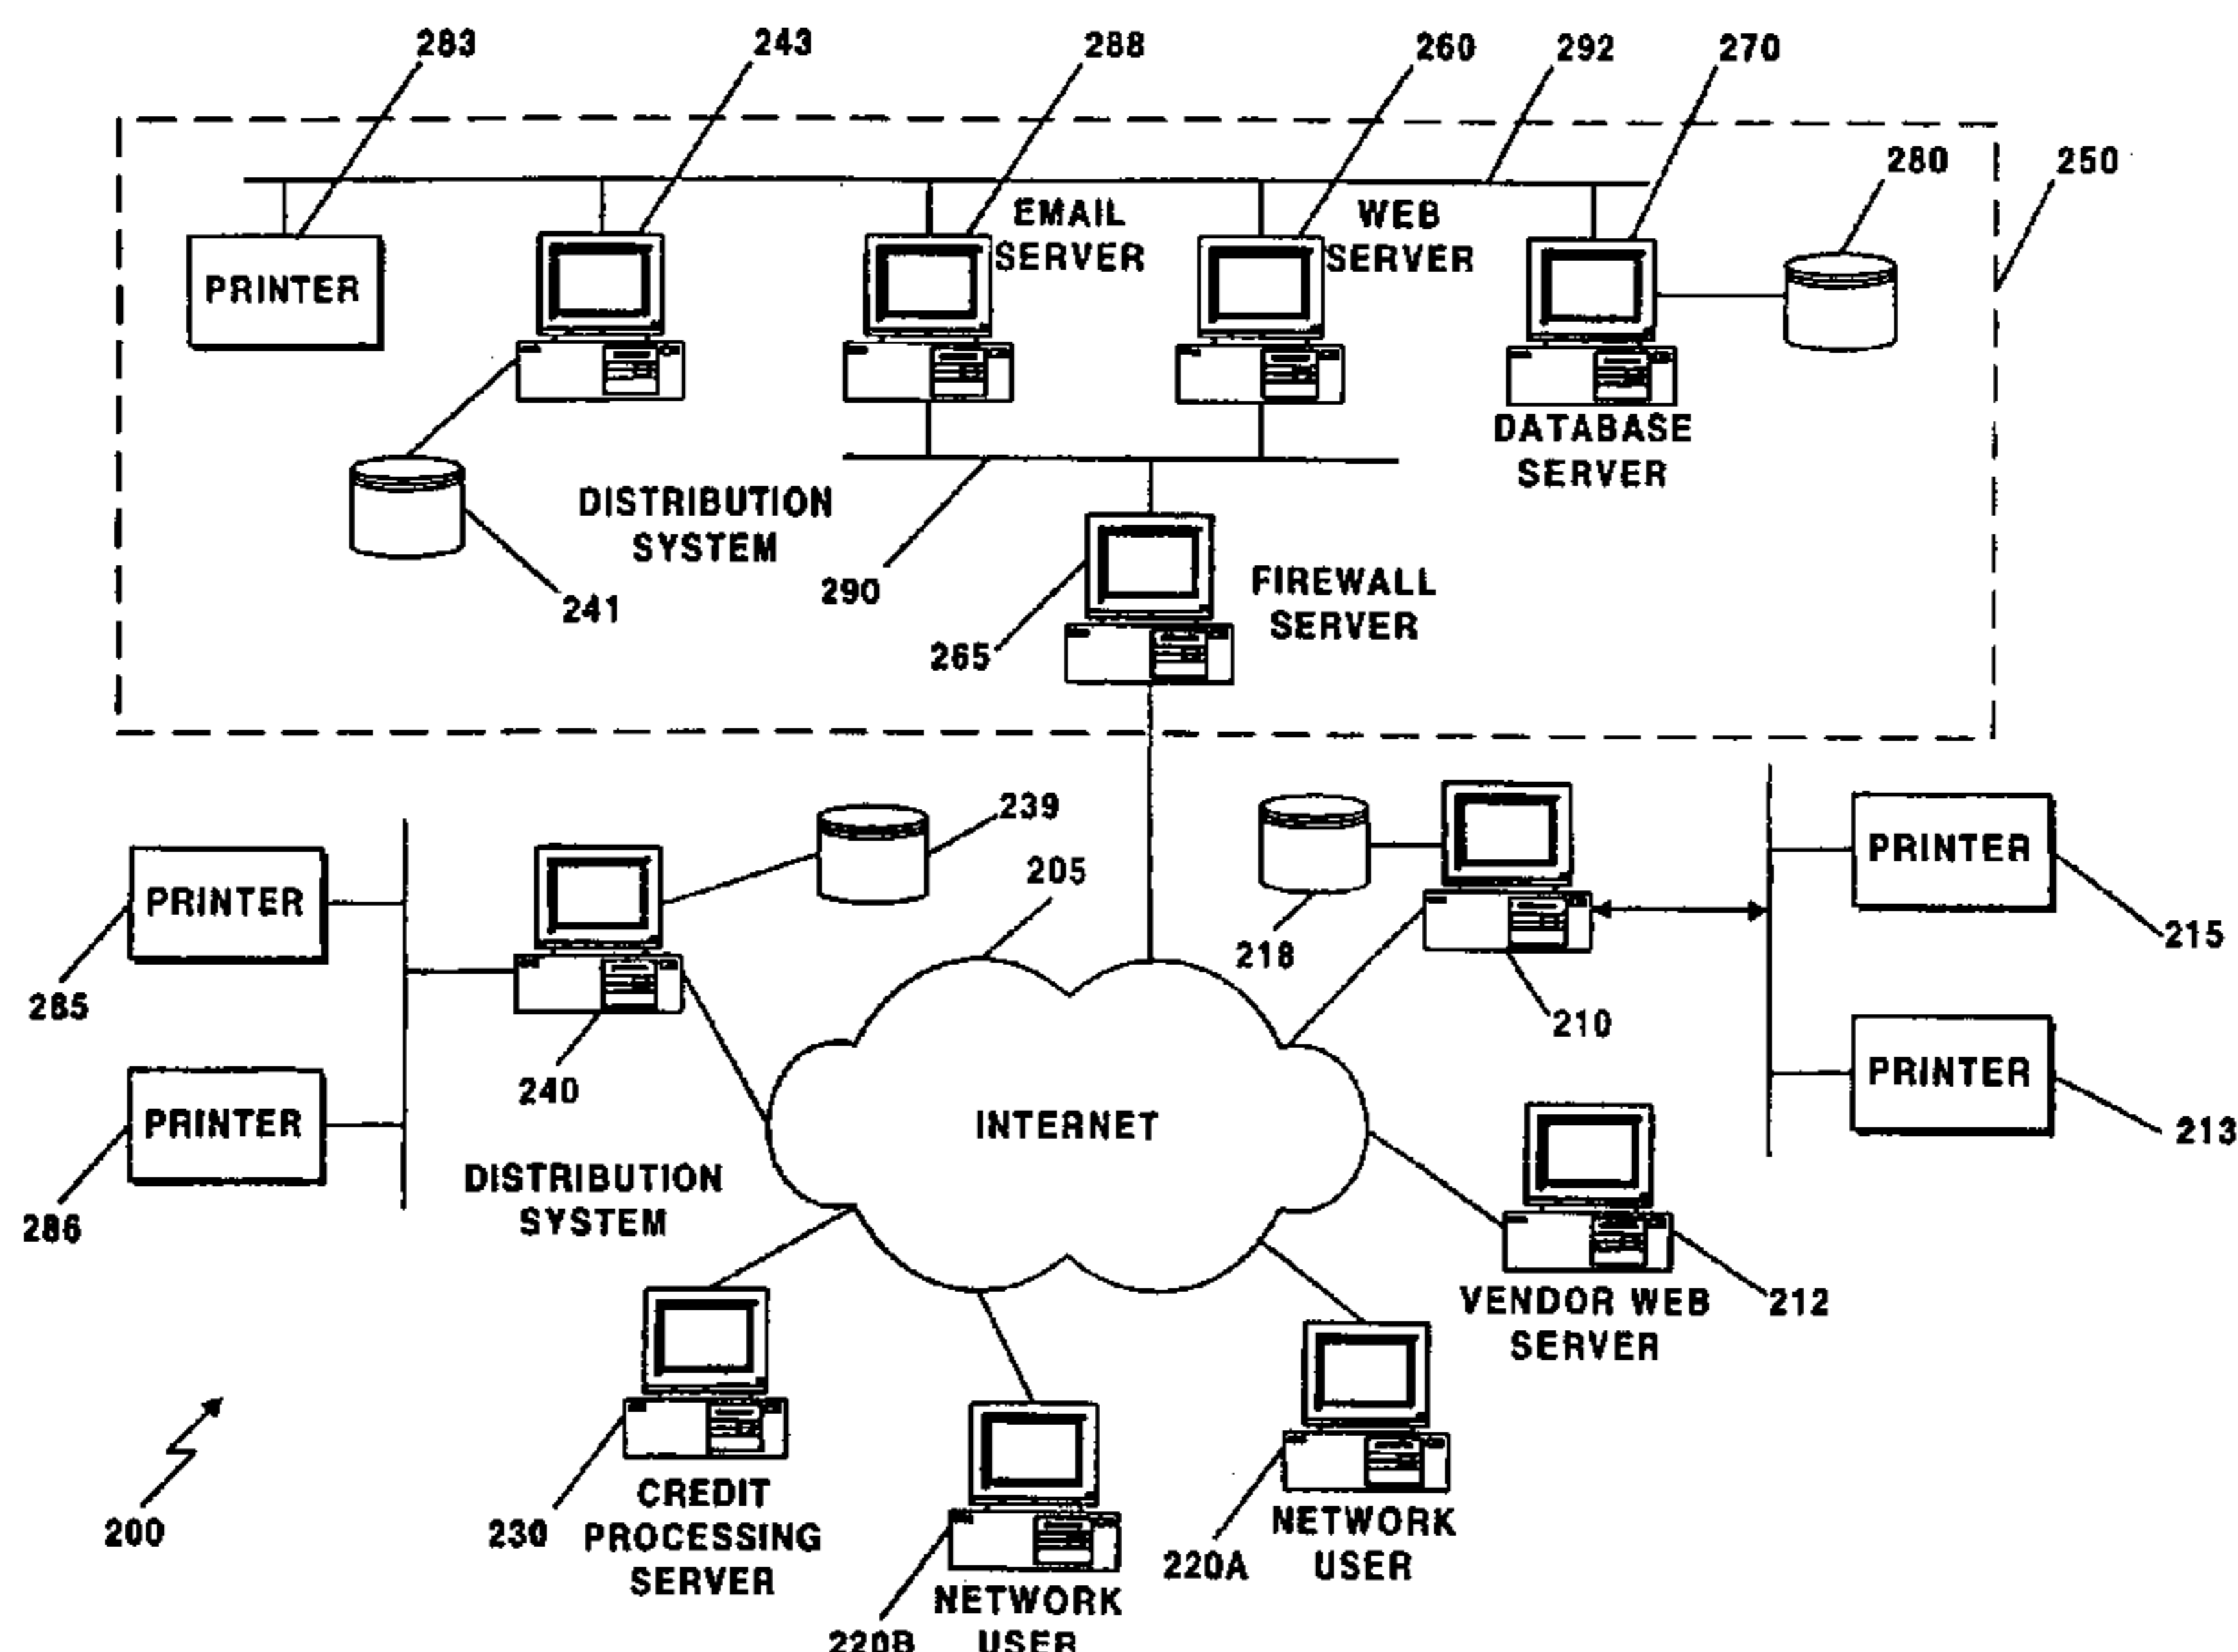 283
243
288
260
292
270
280
250
EMAIL
SERVER
WEB
SERVER
PRINTER
DATABASE
SERVER
DISTRIBUTION
SYSTEM
241
290
FIREWALL
SERVER
265
239
205
PRINTER
285
240
218
PRINTER
215
210
PRINTER
213
INTERNET
PRINTER
286
DISTRIBUTION
SYSTEM
VENDOR WEB
SERVER
212
200
230
CREDIT
PROCESSING
SERVER
220A
NETWORK
USER
220B
NETWORK
USER